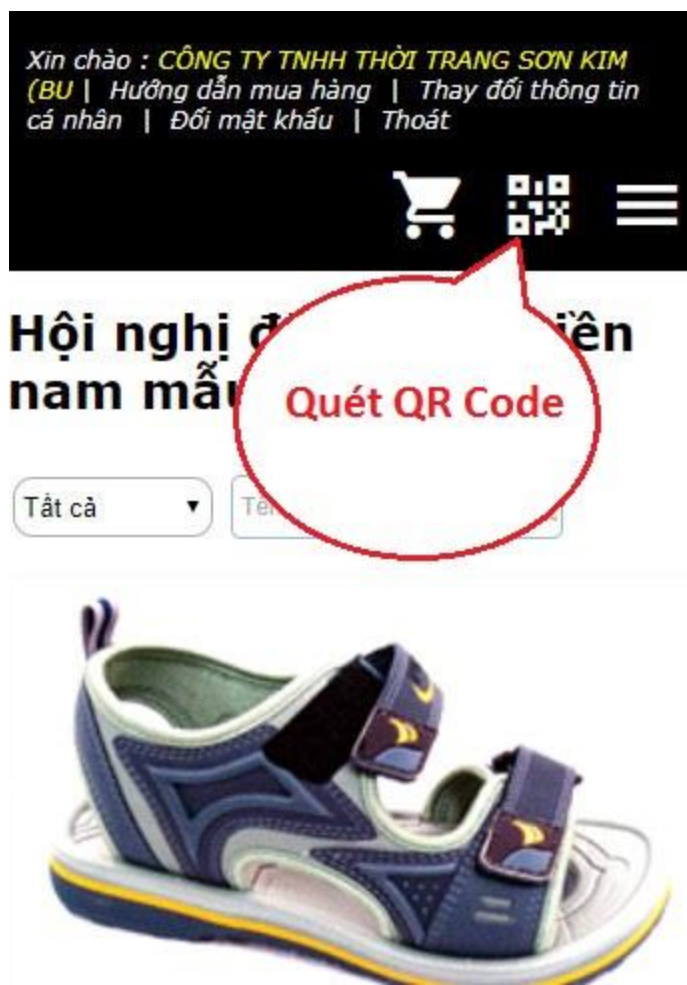 Xin chào : CÔNG TY TNHH THỜI TRANG SƠN KIM
(BU | Hướng dẫn mua hàng | Thay đổi thông tin
cá nhân | Đổi mật khẩu | Thoát
Hội nghị
nam
Quét QR Code
Tất cả